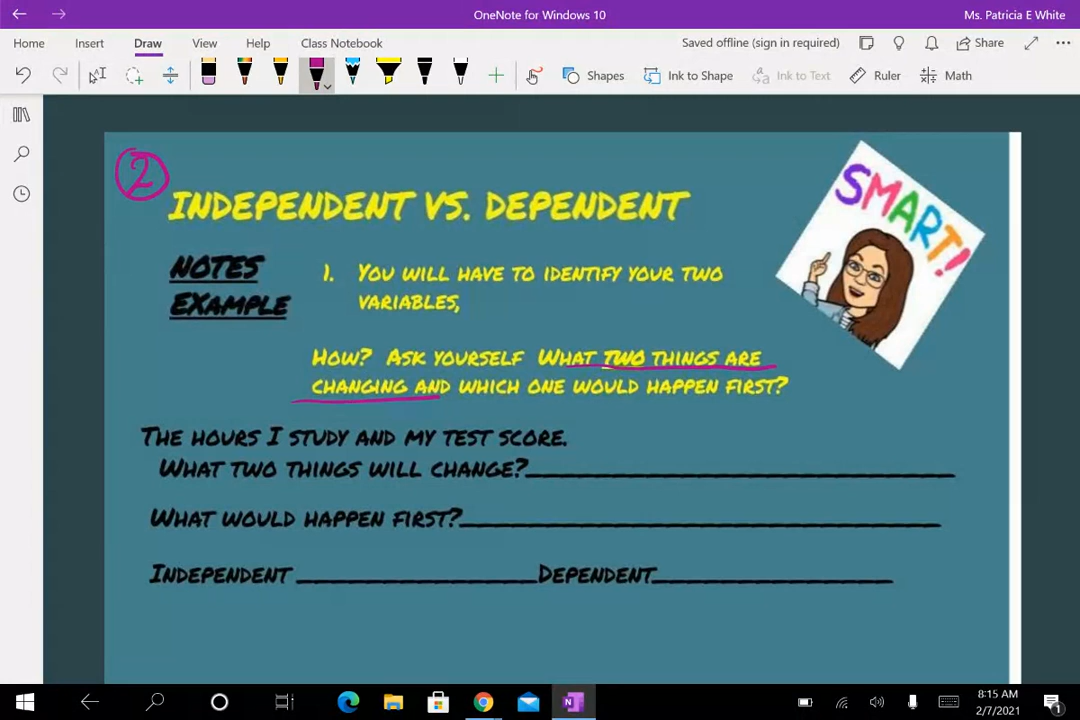 OneNote for Windows 10
Ms. Patricia E White
Home Insert Draw View Help Class Notebook
Saved offline (sign in required)
Share
Shapes Ink to Shape Ink to Text Ruler Math
2
INDEPENDENT VS. DEPENDENT
SMART!
NOTES
EXAMPLE
1. YOU WILL HAVE TO IDENTIFY YOUR TWO
VARIABLES,
HOW? ASK YOURSELF WHAT TWO THINGS ARE
CHANGING AND WHICH ONE WOULD HAPPEN FIRST?
THE HOURS I STUDY AND MY TEST SCORE.
WHAT TWO THINGS WILL CHANGE?
WHAT WOULD HAPPEN FIRST?
INDEPENDENT DEPENDENT
8:15 AM
2/7/2021
1